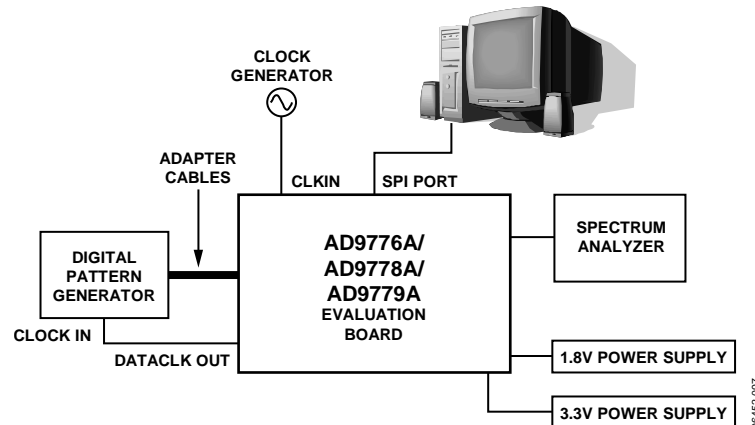 CLOCK
GENERATOR
ADAPTER
CABLES
CLKIN
SPI PORT
DIGITAL
PATTERN
GENERATOR
AD9776A/
AD9778A/
AD9779A
EVALUATION
BOARD
SPECTRUM
ANALYZER
CLOCK IN
DATACLK OUT
1.8V POWER SUPPLY
3.3V POWER SUPPLY